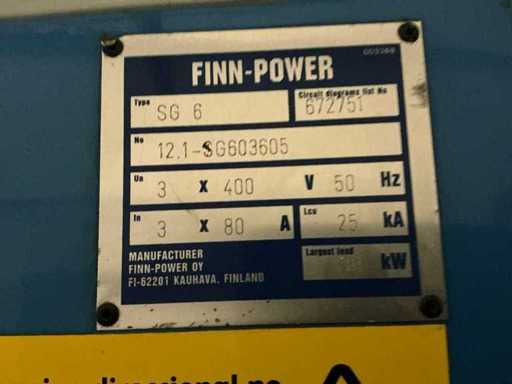 FINN-POWER
Type SG 6
Circuit diagrams list No 672751
No 12.1-SG603605
Un 3 X 400 V 50 Hz
In 3 X 80 A
Lcu 25 kA
Largest load kW
MANUFACTURER
FINN-POWER OY
FI-62201 KAUHAVA, FINLAND